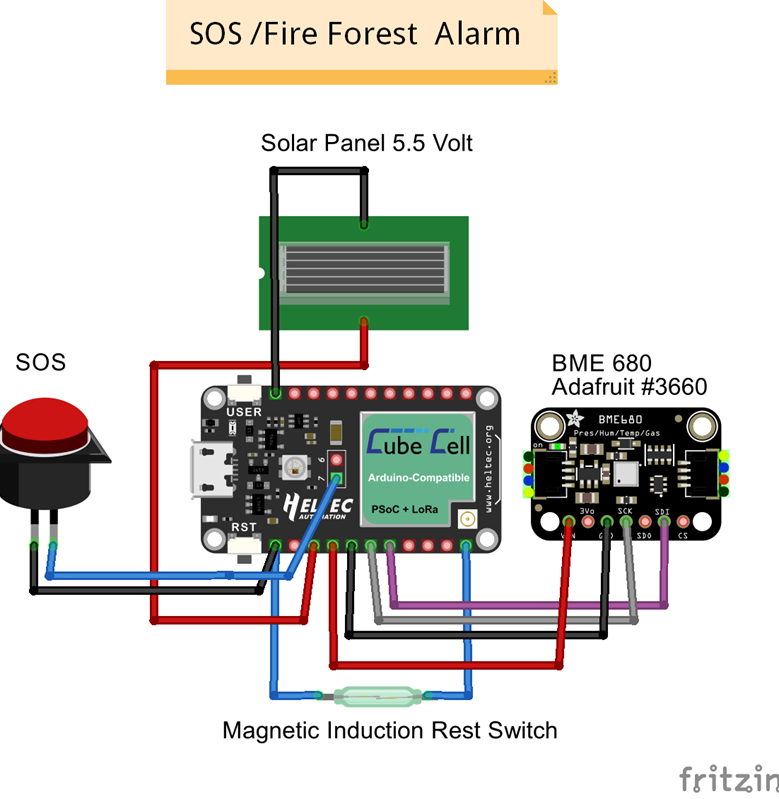 SOS /Fire Forest  Alarm
Solar Panel 5.5 Volt
SOS
BME 680
Adafruit #3660
USER
6
7
Cube Cell
Arduino-Compatible
PSoC + LoRa
www.heltec.org
HELTEC
AUTOMATION
RST
BME680
Pres/Hum/Temp/Gas
on
VIN 3Vo GND SCK SDO SDI CS
Magnetic Induction Rest Switch
fritzin